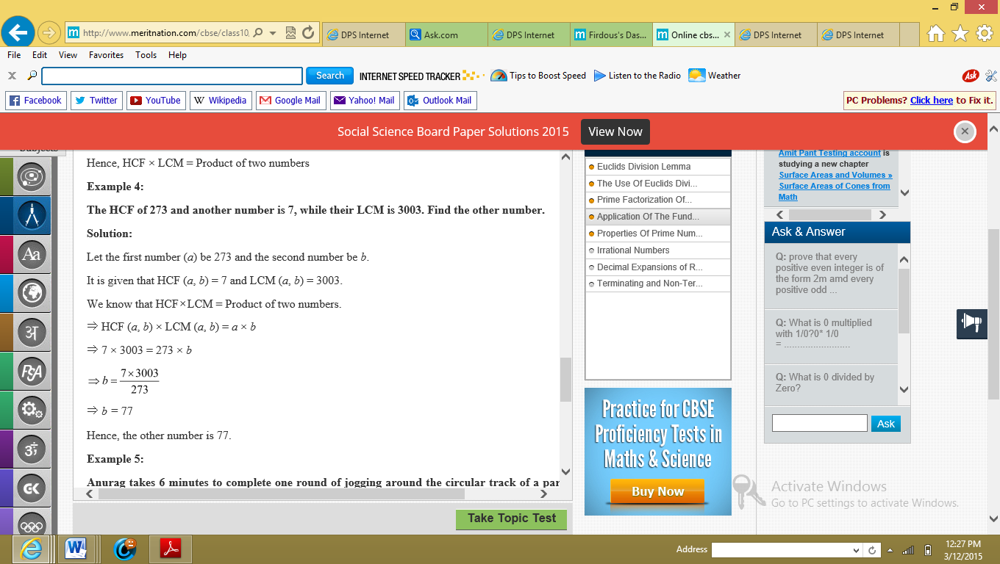 http://www.meritnation.com/cbse/class10
DPS Internet
Ask.com
DPS Internet
Firdous's Das...
Online cbs...
DPS Internet
DPS Internet
File Edit View Favorites Tools Help
Search
INTERNET SPEED TRACKER
Tips to Boost Speed
Listen to the Radio
Weather
Ask
Facebook
Twitter
YouTube
W Wikipedia
Google Mail
Yahoo! Mail
Outlook Mail
PC Problems? Click here to Fix it.
Social Science Board Paper Solutions 2015 View Now
Subjects
Aa
अ
FSA
ॐ
GK
Hence, HCF × LCM = Product of two numbers
Example 4:
The HCF of 273 and another number is 7, while their LCM is 3003. Find the other number.
Solution:
Let the first number (a) be 273 and the second number be b.
It is given that HCF (a, b) = 7 and LCM (a, b) = 3003.
We know that HCF×LCM = Product of two numbers.
⇒ HCF (a, b) × LCM (a, b) = a × b
⇒ 7 × 3003 = 273 × b
⇒ b = 7×3003 / 273
⇒ b = 77
Hence, the other number is 77.
Example 5:
Anurag takes 6 minutes to complete one round of jogging around the circular track of a par
Take Topic Test
Euclids Division Lemma
The Use Of Euclids Divi...
Prime Factorization Of...
Application Of The Fund...
Properties Of Prime Num...
Irrational Numbers
Decimal Expansions of R...
Terminating and Non-Ter...
Practice for CBSE
Proficiency Tests in
Maths & Science
Buy Now
Amit Pant Testing account is
studying a new chapter
Surface Areas and Volumes »
Surface Areas of Cones from
Math
Ask & Answer
Q: prove that every
positive even integer is of
the form 2m amd every
positive odd ...
Q: What is 0 multiplied
with 1/0?0* 1/0
= .........................
Q: What is 0 divided by
Zero?
Ask
Activate Windows
Go to PC settings to activate Windows.
Address
12:27 PM
3/12/2015